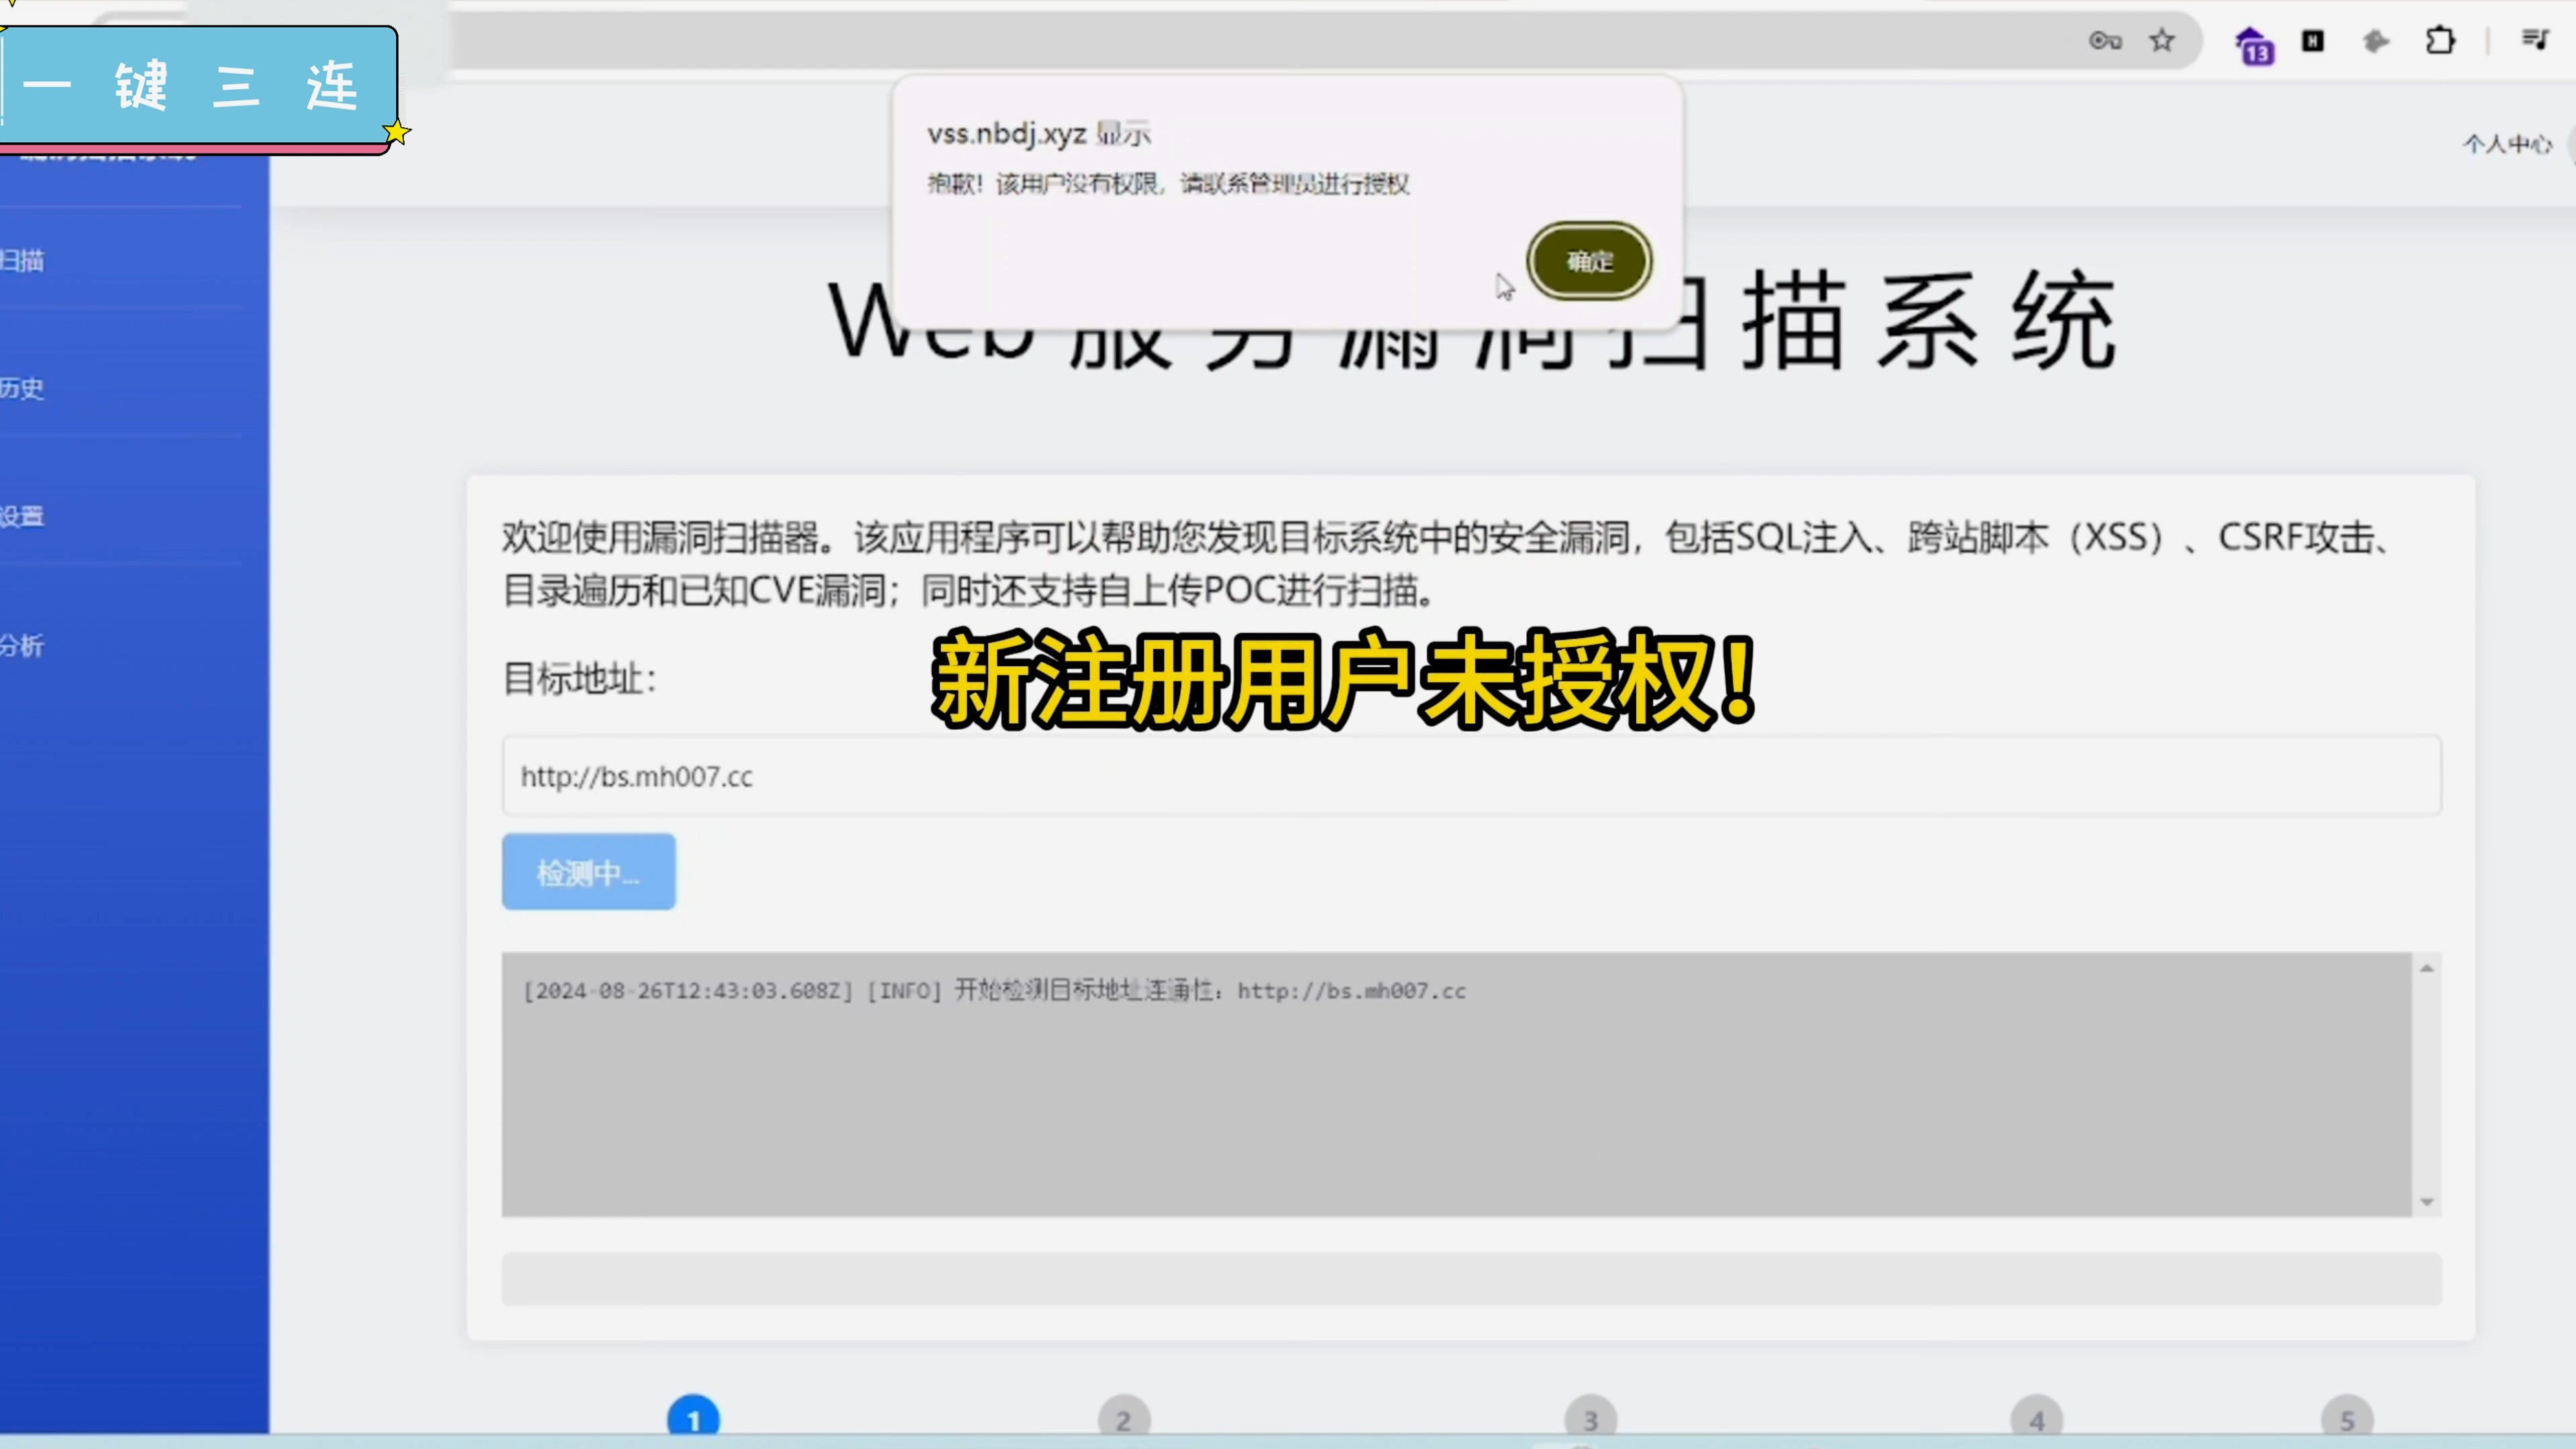 一键三连
13
H
vss.nbdj.xyz 显示
抱歉！该用户没有权限，请联系管理员进行授权
确定
个人中心
扫描
历史
设置
分析
Web服务漏洞扫描系统
欢迎使用漏洞扫描器。该应用程序可以帮助您发现目标系统中的安全漏洞，包括SQL注入、跨站脚本（XSS）、CSRF攻击、
目录遍历和已知CVE漏洞；同时还支持自上传POC进行扫描。
新注册用户未授权！
目标地址：
http://bs.mh007.cc
检测中...
[2024-08-26T12:43:03.608Z] [INFO] 开始检测目标地址连通性：http://bs.mh007.cc
1
2
3
4
5